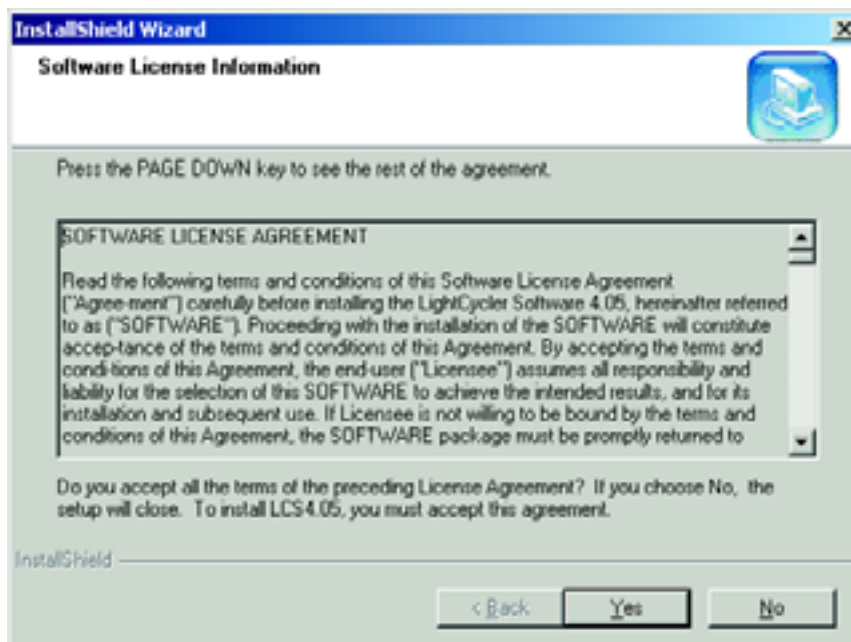 InstallShield Wizard
Software License Information
Press the PAGE DOWN key to see the rest of the agreement.
SOFTWARE LICENSE AGREEMENT
Read the following terms and conditions of this Software License Agreement
("Agree-ment") carefully before installing the LightCycler Software 4.05, hereinafter referred
to as ("SOFTWARE"). Proceeding with the installation of the SOFTWARE will constitute
accep-tance of the terms and conditions of this Agreement. By accepting the terms and
condi-tions of this Agreement, the end-user ("Licensee") assumes all responsibility and
liability for the selection of this SOFTWARE to achieve the intended results, and for its
installation and subsequent use. If Licensee is not willing to be bound by the terms and
conditions of this Agreement, the SOFTWARE package must be promptly returned to
Do you accept all the terms of the preceding License Agreement? If you choose No, the
setup will close. To install LCS4.05, you must accept this agreement.
InstallShield
< Back
Yes
No